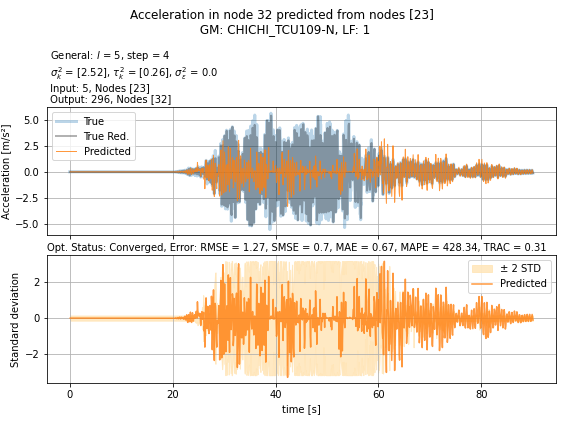 Acceleration in node 32 predicted from nodes [23]
GM: CHICHI_TCU109-N, LF: 1
General: l = 5, step = 4
σ²ₖ = [2.52], τ²ₖ = [0.26], σ²ε = 0.0
Input: 5, Nodes [23]
Output: 296, Nodes [32]
Acceleration [m/s²]
5.0
2.5
0.0
−2.5
−5.0
True
True Red.
Predicted
Opt. Status: Converged, Error: RMSE = 1.27, SMSE = 0.7, MAE = 0.67, MAPE = 428.34, TRAC = 0.31
Standard deviation
2
0
−2
± 2 STD
Predicted
0
20
40
60
80
time [s]